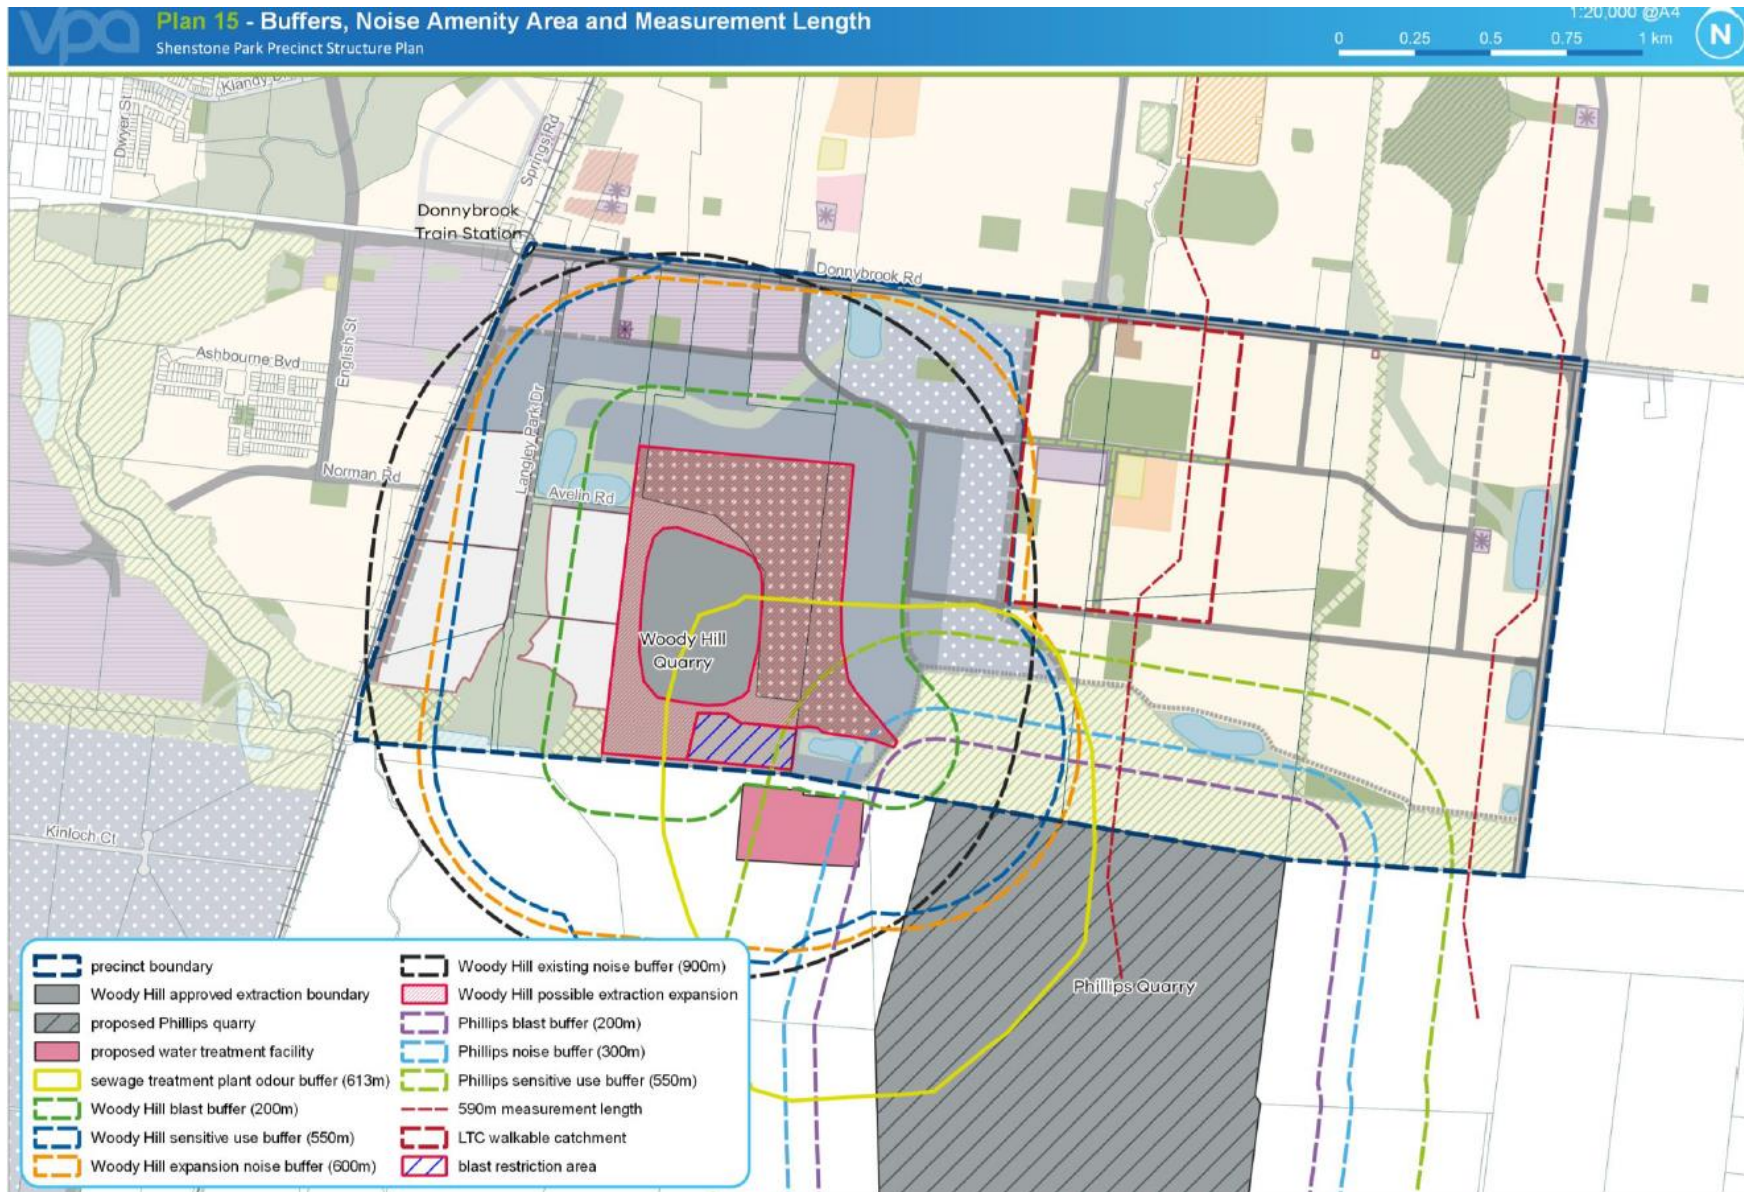 vpa
Plan 15 - Buffers, Noise Amenity Area and Measurement Length
Shenstone Park Precinct Structure Plan
1:20,000 @A4
0 0.25 0.5 0.75 1 km
N
Dwyer St
Springs Rd
Donnybrook
Train Station
Donnybrook Rd
English St
Ashbourne Bvd
Langley Park Dr
Norman Rd
Avelin Rd
Woody Hill
Quarry
Kinloch Ct
Phillips Quarry
precinct boundary
Woody Hill approved extraction boundary
proposed Phillips quarry
proposed water treatment facility
sewage treatment plant odour buffer (613m)
Woody Hill blast buffer (200m)
Woody Hill sensitive use buffer (550m)
Woody Hill expansion noise buffer (600m)
Woody Hill existing noise buffer (900m)
Woody Hill possible extraction expansion
Phillips blast buffer (200m)
Phillips noise buffer (300m)
Phillips sensitive use buffer (550m)
590m measurement length
LTC walkable catchment
blast restriction area